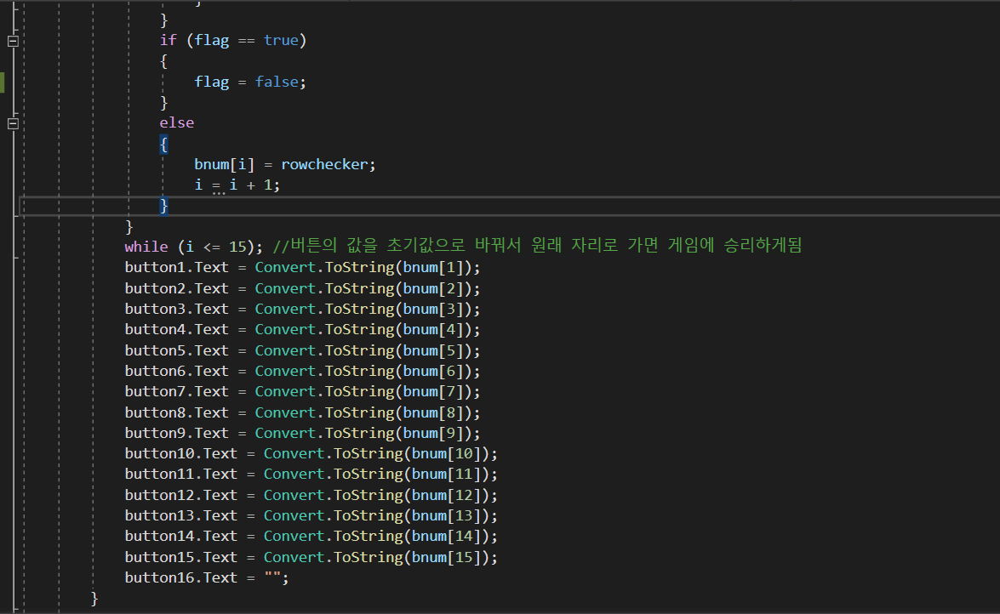 }
}
if (flag == true)
{
flag = false;
}
else
{
bnum[i] = rowchecker;
i = i + 1;
}
}
while (i <= 15); //버튼의 값을 초기값으로 바꿔서 원래 자리로 가면 게임에 승리하게됨
button1.Text = Convert.ToString(bnum[1]);
button2.Text = Convert.ToString(bnum[2]);
button3.Text = Convert.ToString(bnum[3]);
button4.Text = Convert.ToString(bnum[4]);
button5.Text = Convert.ToString(bnum[5]);
button6.Text = Convert.ToString(bnum[6]);
button7.Text = Convert.ToString(bnum[7]);
button8.Text = Convert.ToString(bnum[8]);
button9.Text = Convert.ToString(bnum[9]);
button10.Text = Convert.ToString(bnum[10]);
button11.Text = Convert.ToString(bnum[11]);
button12.Text = Convert.ToString(bnum[12]);
button13.Text = Convert.ToString(bnum[13]);
button14.Text = Convert.ToString(bnum[14]);
button15.Text = Convert.ToString(bnum[15]);
button16.Text = "";
}